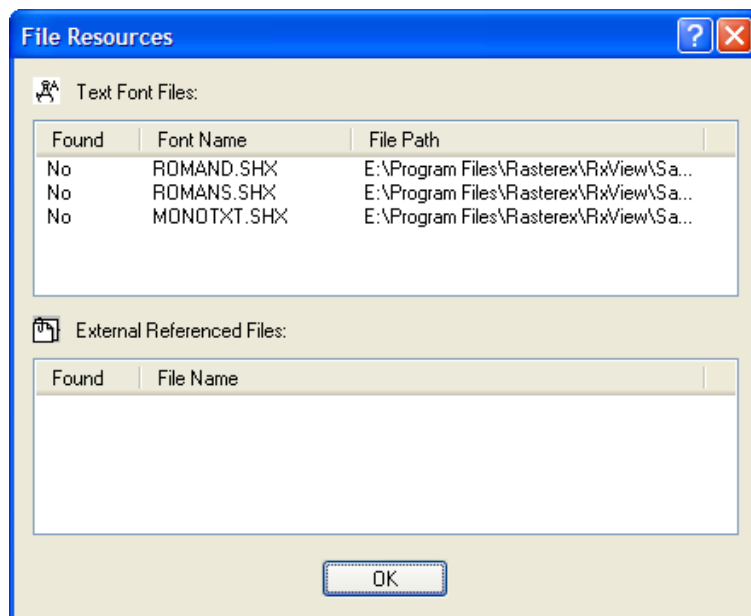 File Resources
Text Font Files:
Found Font Name File Path
No ROMAND.SHX E:\Program Files\Rasterex\RxView\Sa...
No ROMANS.SHX E:\Program Files\Rasterex\RxView\Sa...
No MONOTXT.SHX E:\Program Files\Rasterex\RxView\Sa...
External Referenced Files:
Found File Name
OK